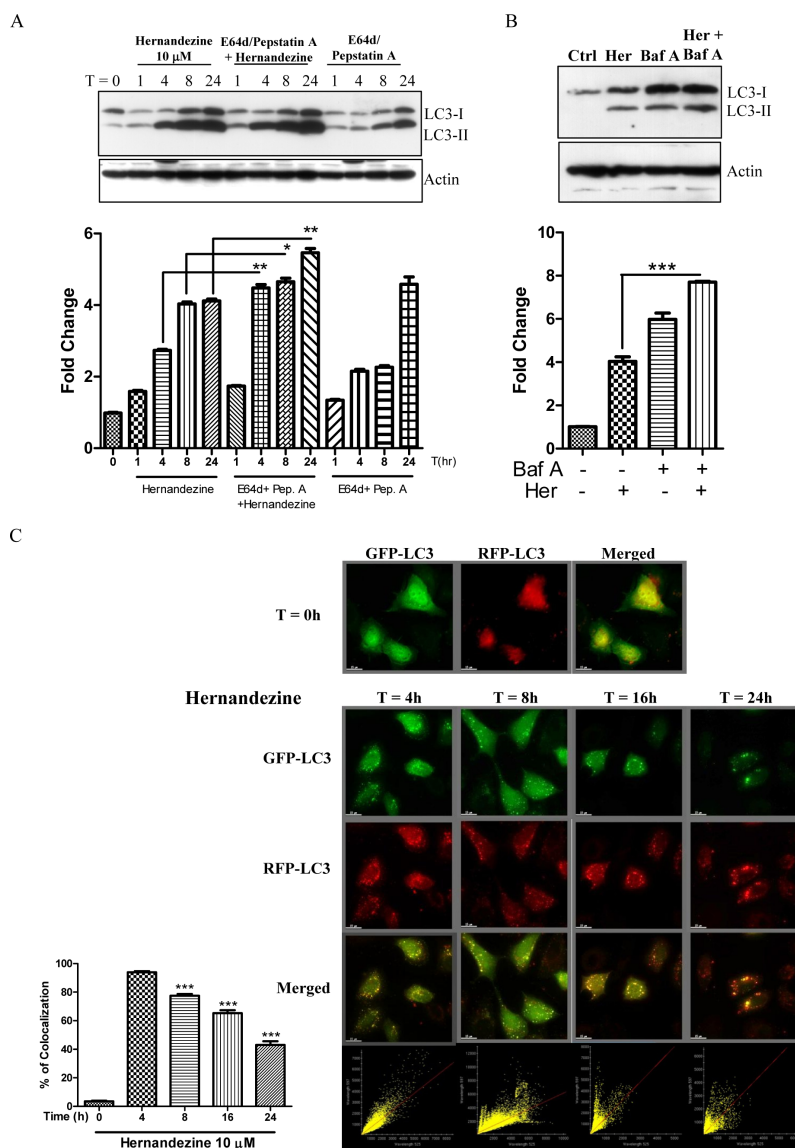 A
Hernandezine 10 μM
E64d/Pepstatin A + Hernandezine
E64d/ Pepstatin A
T = 0 1 4 8 24 1 4 8 24 1 4 8 24
LC3-I
LC3-II
Actin
Fold Change
6
4
2
0
** * **
0 1 4 8 24 1 4 8 24 1 4 8 24 T(hr)
Hernandezine
E64d+ Pep. A +Hernandezine
E64d+ Pep. A
B
Ctrl Her Baf A Her + Baf A
LC3-I
LC3-II
Actin
Fold Change
10
8
6
4
2
0
***
Baf A - - + +
Her - + - +
C
GFP-LC3 RFP-LC3 Merged
T = 0h
Hernandezine
T = 4h T = 8h T = 16h T = 24h
GFP-LC3
RFP-LC3
Merged
% of Colocalization
100
80
60
40
20
0
*** *** ***
Time (h) 0 4 8 16 24
Hernandezine 10 μM